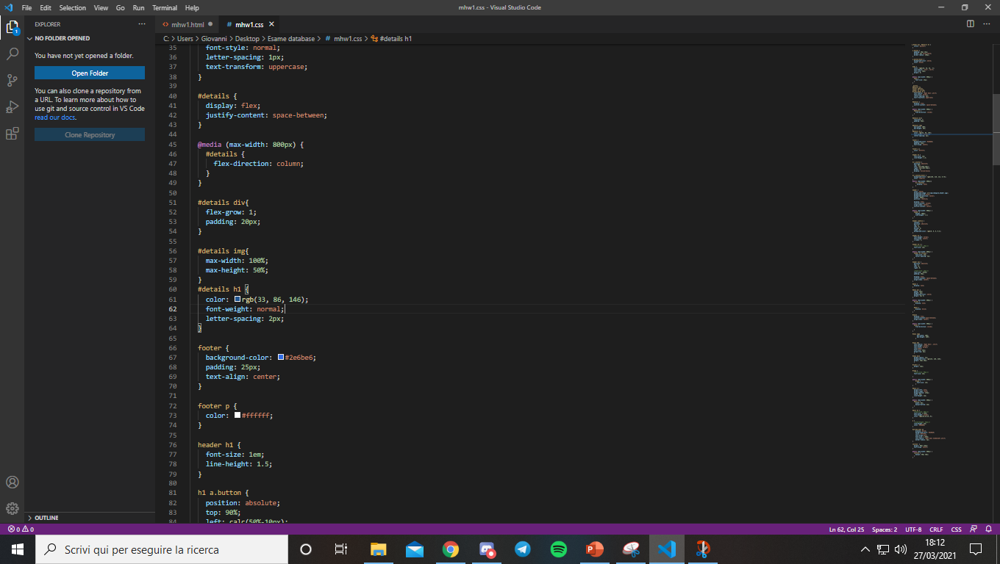 File Edit Selection View Go Run Terminal Help
mhw1.css - Visual Studio Code
EXPLORER
NO FOLDER OPENED
You have not yet opened a folder.
Open Folder
You can also clone a repository from
a URL. To learn more about how to
use git and source control in VS Code
read our docs.
Clone Repository
OUTLINE
1
<> mhw1.html
# mhw1.css
C: > Users > Giovanni > Desktop > Esame database > # mhw1.css > #details h1
35 font-style: normal;
36 letter-spacing: 1px;
37 text-transform: uppercase;
38 }
39
40 #details {
41 display: flex;
42 justify-content: space-between;
43 }
44
45 @media (max-width: 800px) {
46 #details {
47 flex-direction: column;
48 }
49 }
50
51 #details div{
52 flex-grow: 1;
53 padding: 20px;
54 }
55
56 #details img{
57 max-width: 100%;
58 max-height: 50%;
59 }
60 #details h1 {
61 color: rgb(33, 86, 146);
62 font-weight: normal;
63 letter-spacing: 2px;
64 }
65
66 footer {
67 background-color: #2e6be6;
68 padding: 25px;
69 text-align: center;
70 }
71
72 footer p {
73 color: #ffffff;
74 }
75
76 header h1 {
77 font-size: 1em;
78 line-height: 1.5;
79 }
80
81 h1 a.button {
82 position: absolute;
83 top: 90%;
84 left: calc(50%-10px);
0 0
Ln 62, Col 25 Spaces: 2 UTF-8 CRLF CSS
Scrivi qui per eseguire la ricerca
18:12
27/03/2021